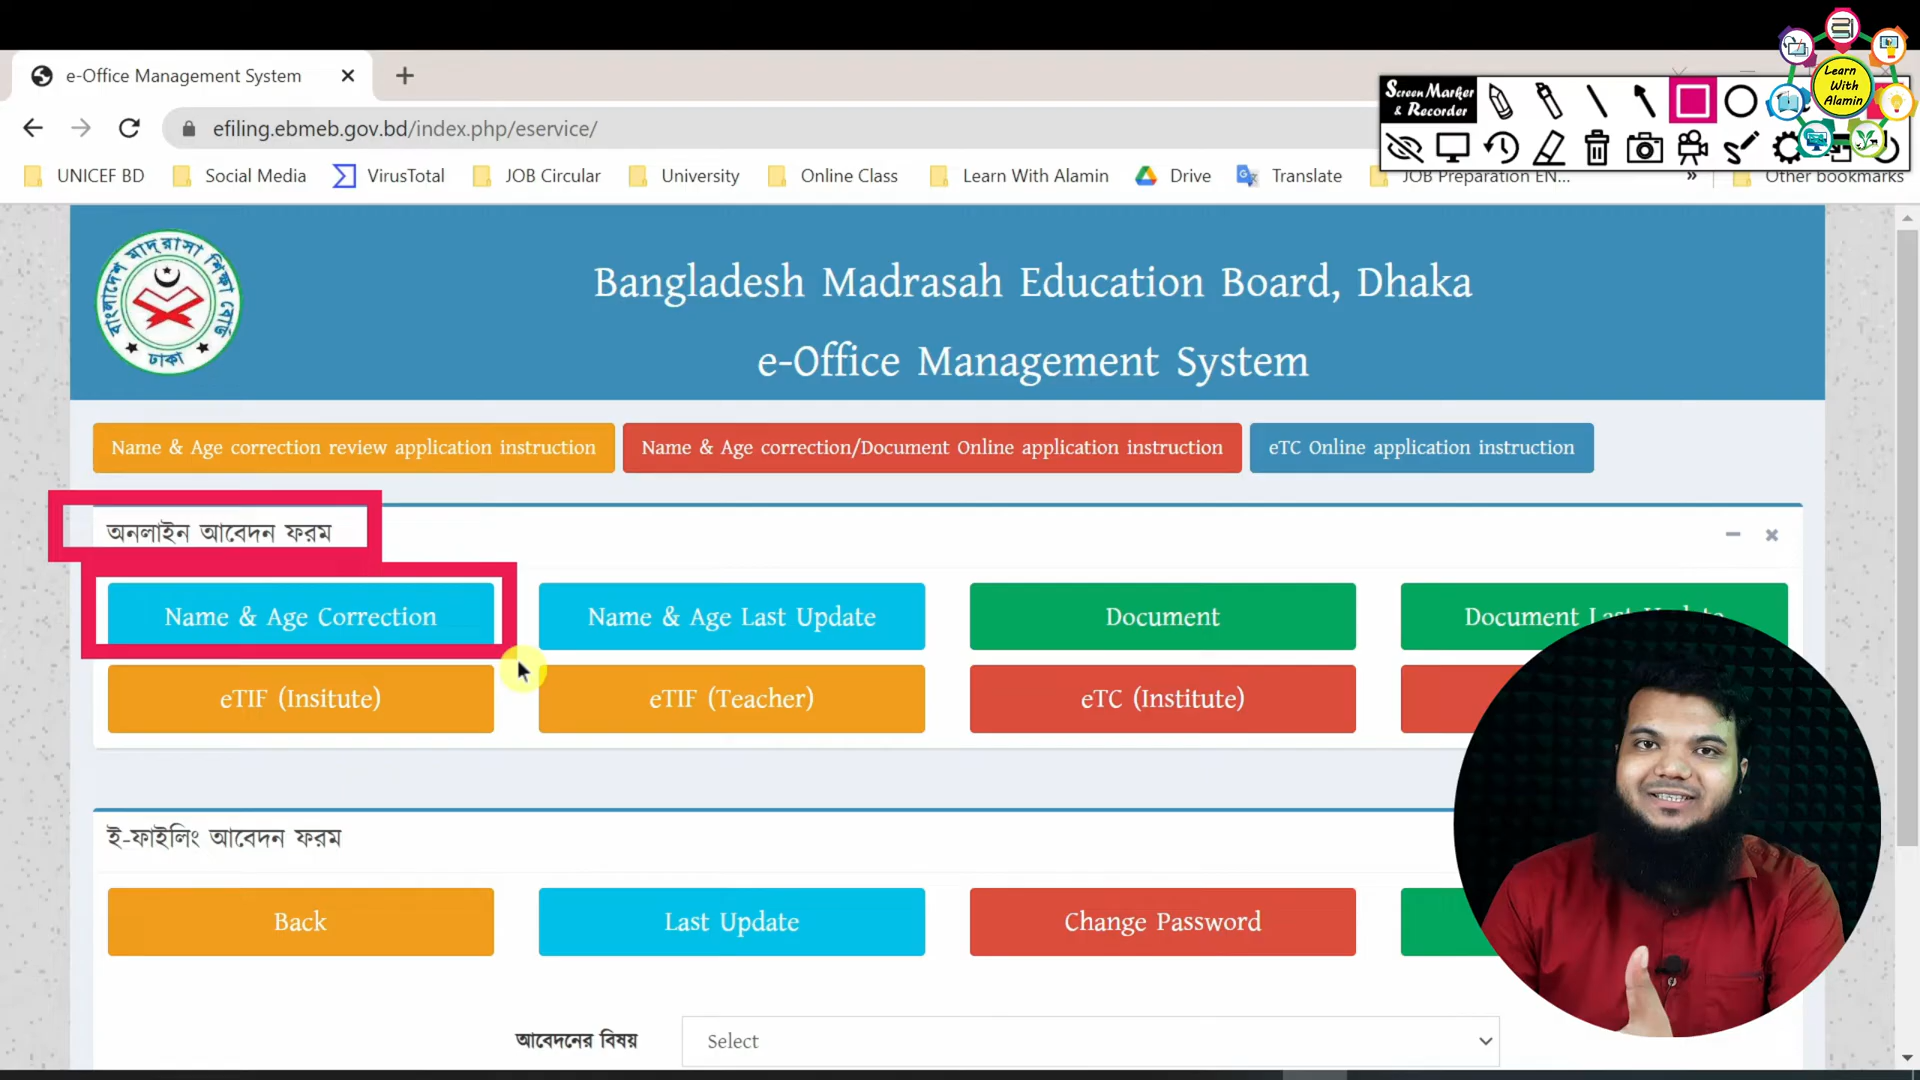 Learn
With
Alamin
e-Office Management System
Screen Marker
& Recorder
efiling.ebmeb.gov.bd/index.php/eservice/
UNICEF BD
Social Media
VirusTotal
JOB Circular
University
Online Class
Learn With Alamin
Drive
Translate
JOB Preparation EN...
»
Other bookmarks
বাংলাদেশ মাদ্রাসা শিক্ষা বোর্ড
ঢাকা
Bangladesh Madrasah Education Board, Dhaka
e-Office Management System
Name & Age correction review application instruction
Name & Age correction/Document Online application instruction
eTC Online application instruction
অনলাইন আবেদন ফরম
Name & Age Correction
Name & Age Last Update
Document
Document Last Update
eTIF (Insitute)
eTIF (Teacher)
eTC (Institute)
ই-ফাইলিং আবেদন ফরম
Back
Last Update
Change Password
আবেদনের বিষয়
Select